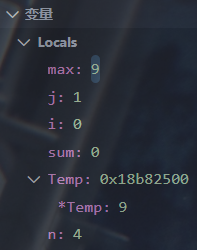 变量
Locals
max: 9
j: 1
i: 0
sum: 0
Temp: 0x18b82500
*Temp: 9
n: 4